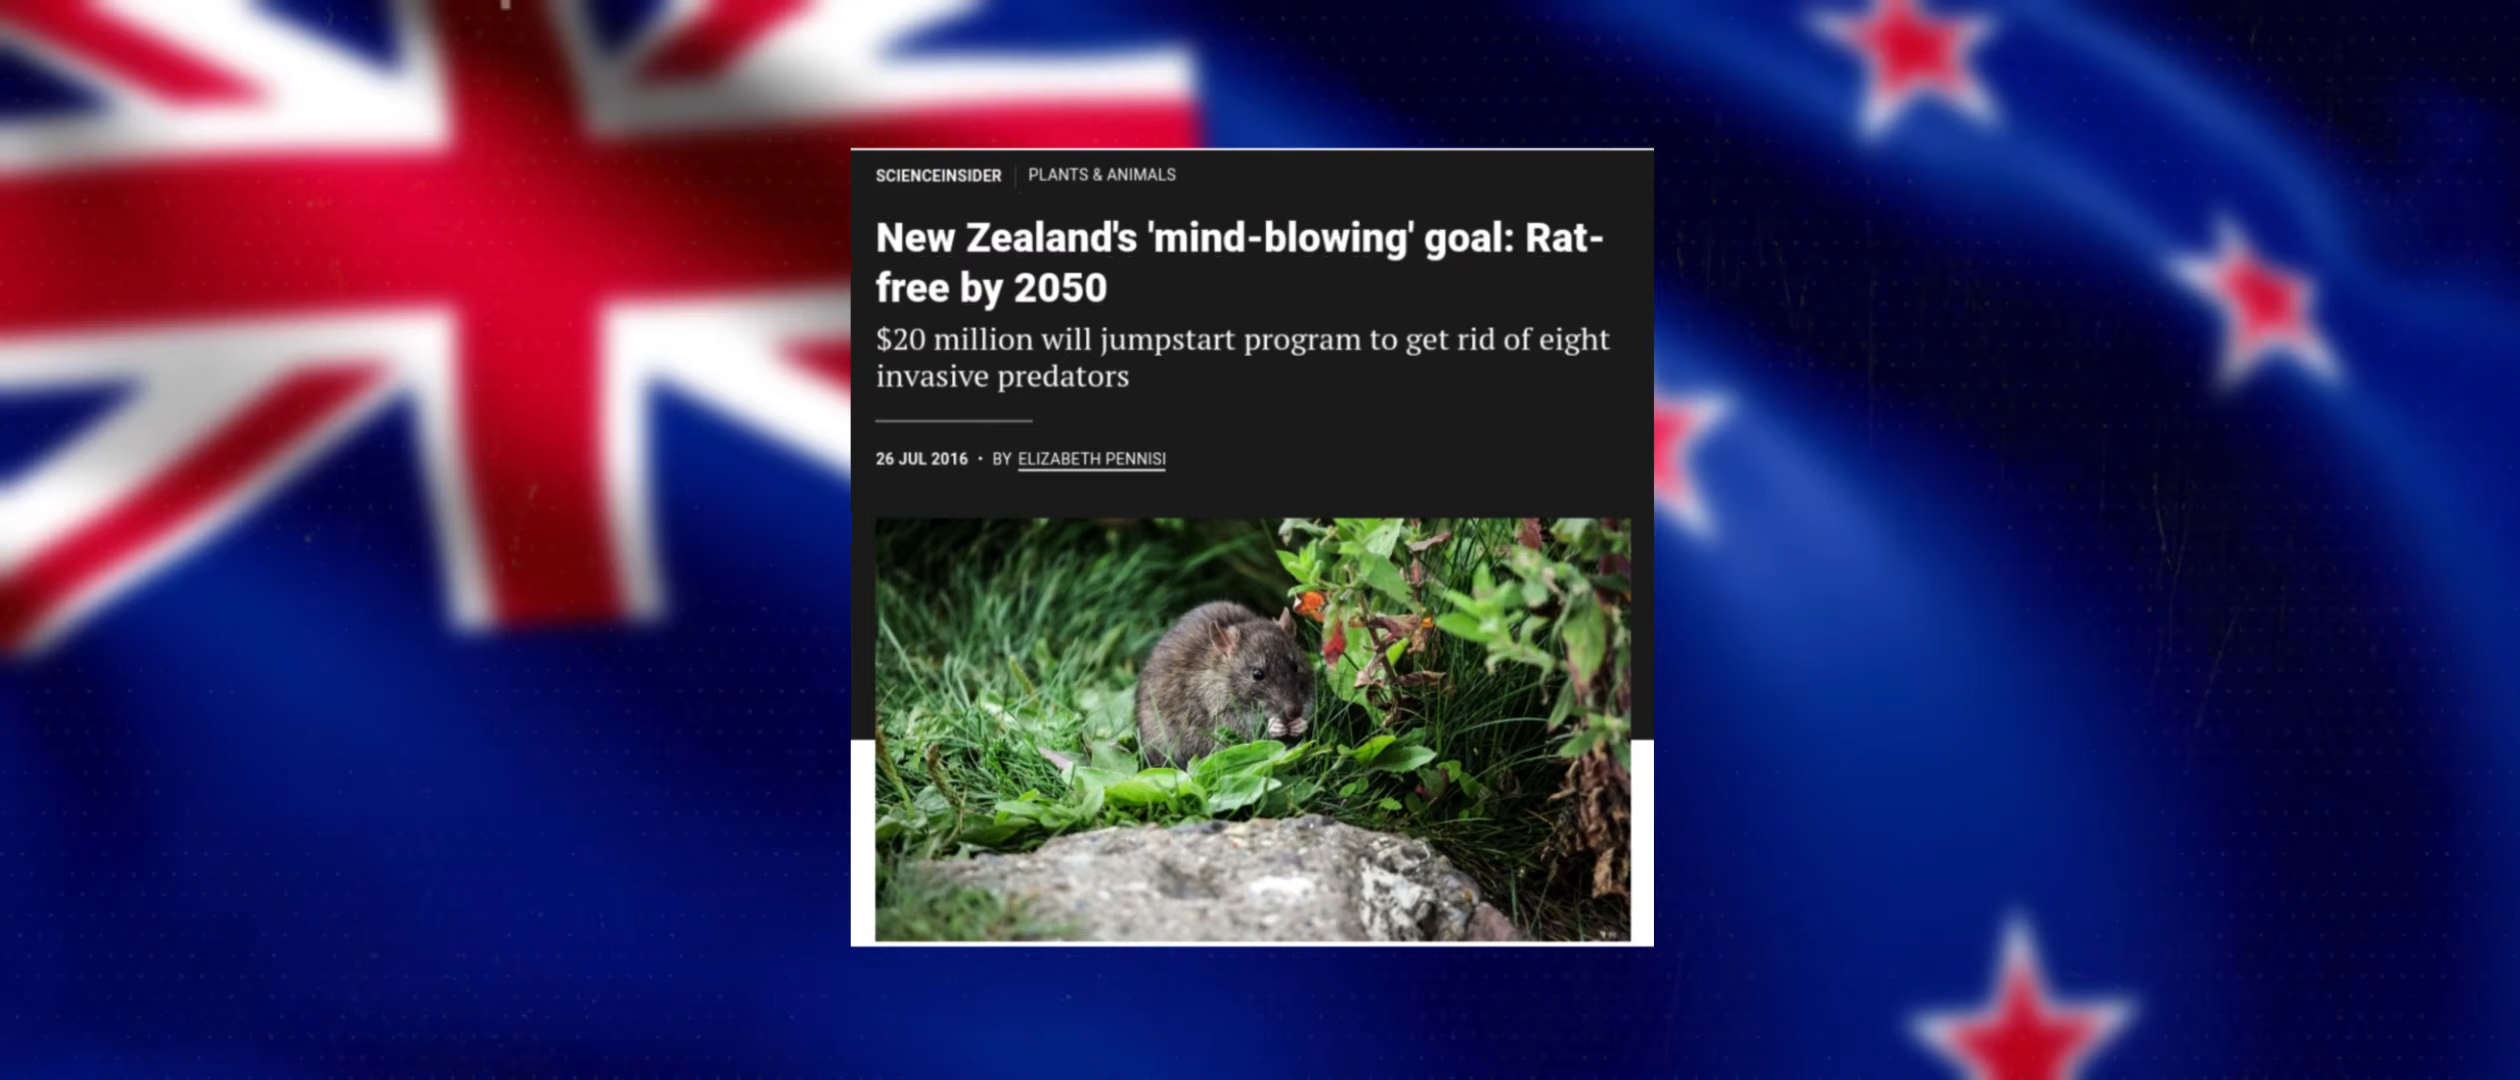 SCIENCEINSIDER | PLANTS & ANIMALS
New Zealand's 'mind-blowing' goal: Rat-
free by 2050
$20 million will jumpstart program to get rid of eight
invasive predators
26 JUL 2016 • BY ELIZABETH PENNISI